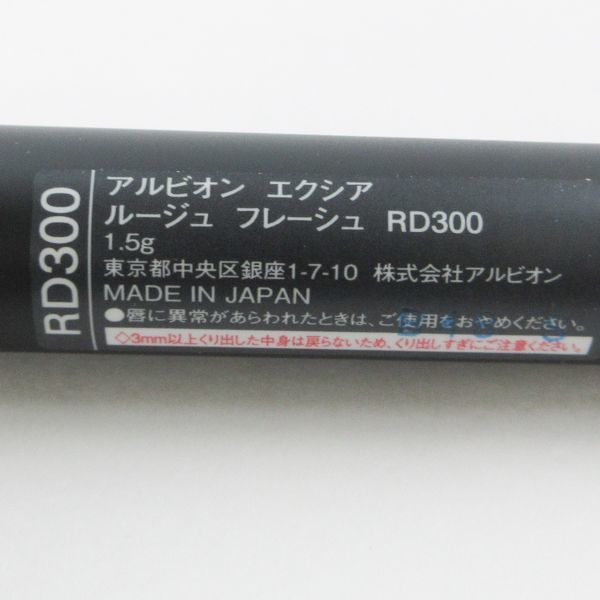 RD300
アルビオン エクシア
ルージュ フレーシュ RD300
1.5g
東京都中央区銀座1-7-10 株式会社アルビオン
MADE IN JAPAN
●唇に異常があらわれたときは、ご使用をおやめください。
◇3mm以上くり出した中身は戻らないため、くり出しすぎにご注意ください。